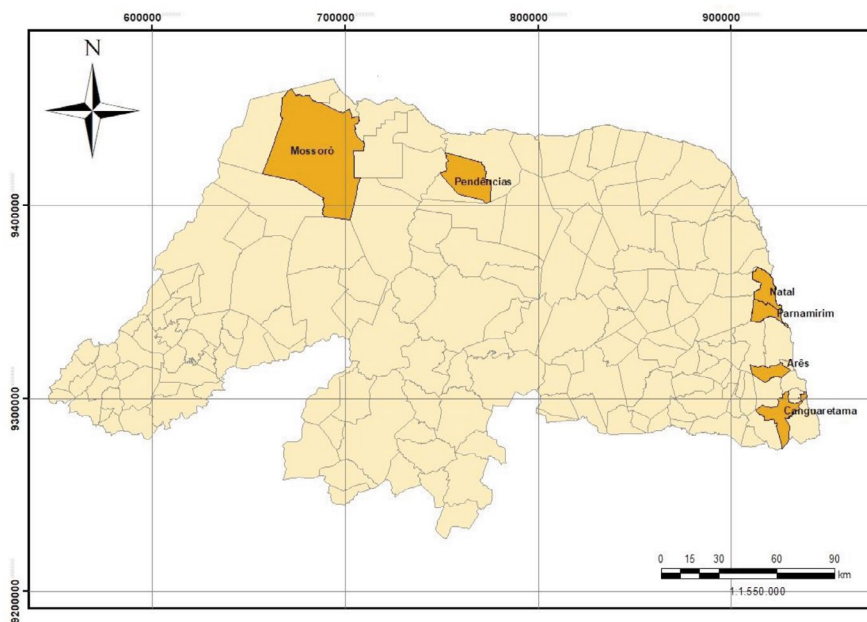 600000 700000 800000 900000
N
Mossoró
Pendências
9400000
Natal
Parnamirim
Arês
9300000
Canguaretama
0 15 30 60 90
km
1:1.550.000
9200000